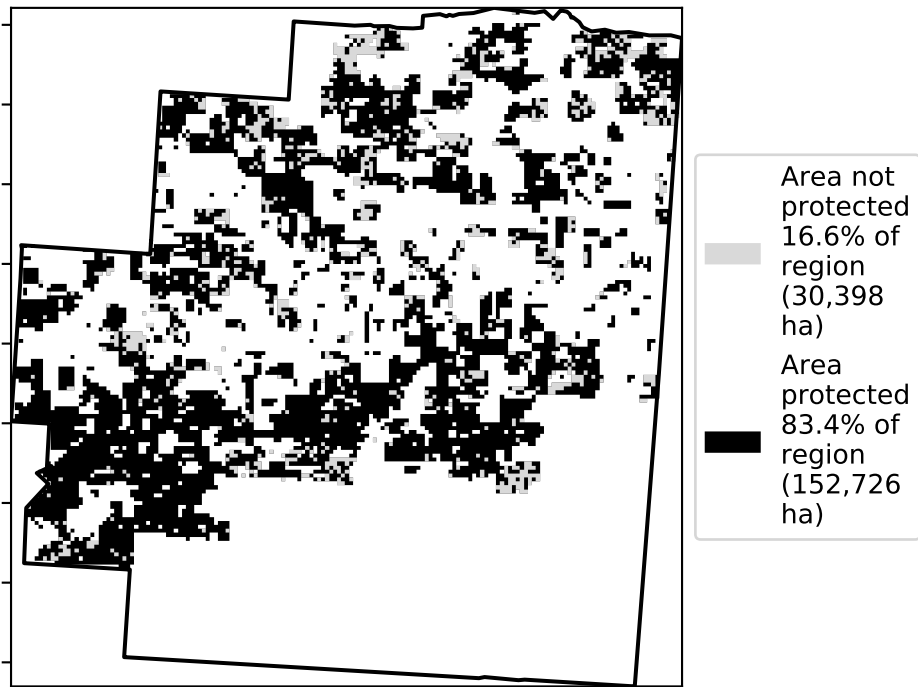 Area not
protected
16.6% of
region
(30,398
ha)
Area
protected
83.4% of
region
(152,726
ha)